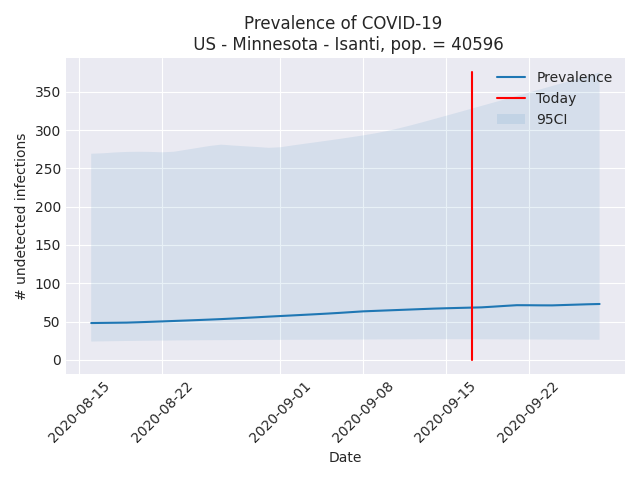 Prevalence of COVID-19
US - Minnesota - Isanti, pop. = 40596
Prevalence
Today
95CI
# undetected infections
350
300
250
200
150
100
50
0
2020-08-15
2020-08-22
2020-09-01
2020-09-08
2020-09-15
2020-09-22
Date